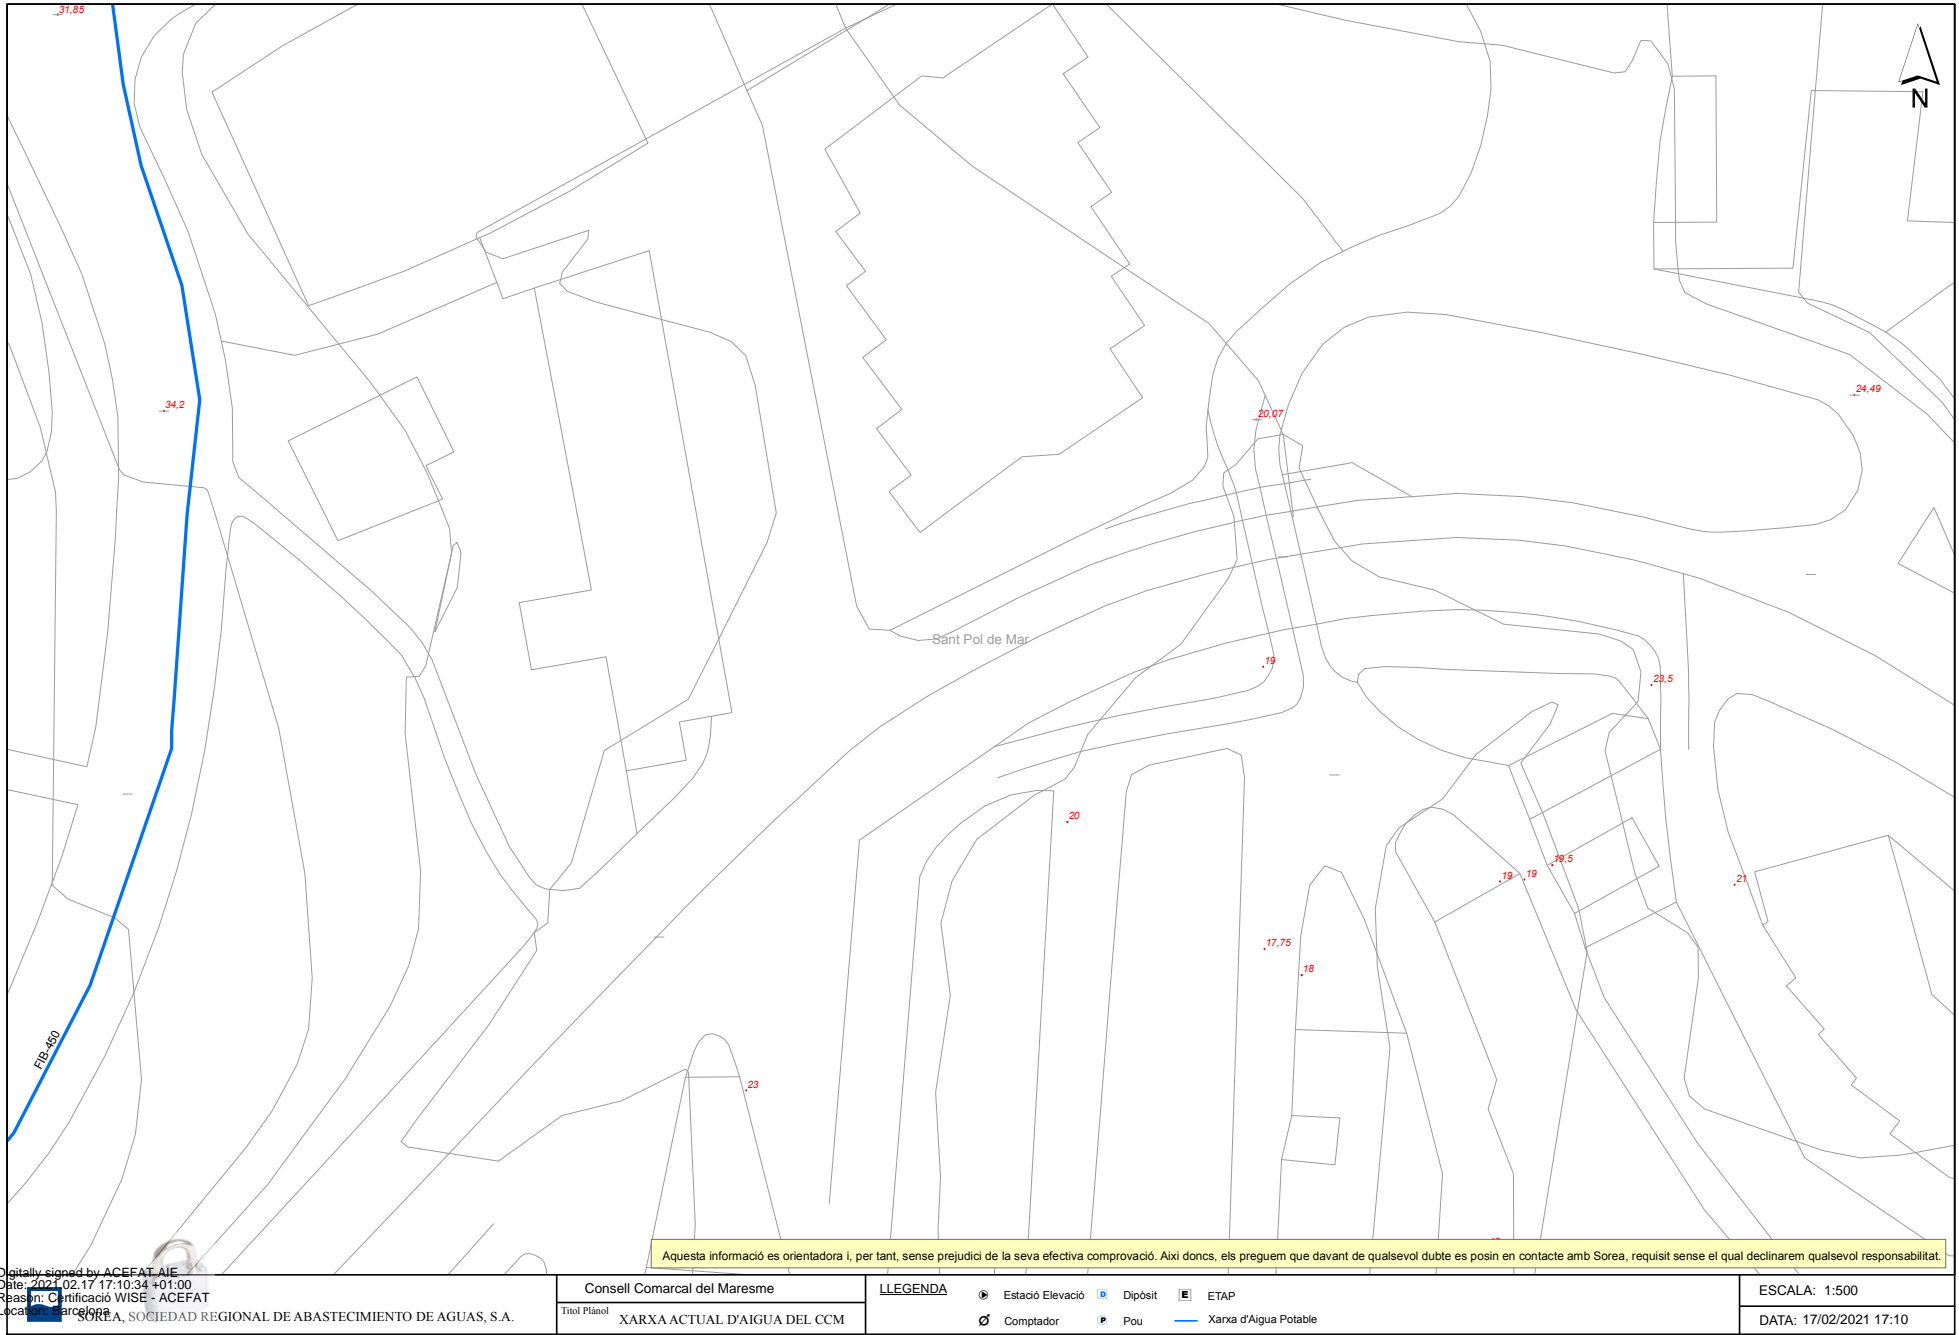 31,85
N
34,2
20,07
24,49
Sant Pol de Mar
19
23,5
20
19,5
19
19
21
17,75
18
FIB-450
23
Aquesta informació es orientadora i, per tant, sense prejudici de la seva efectiva comprovació. Aixi doncs, els preguem que davant de qualsevol dubte es posin en contacte amb Sorea, requisit sense el qual declinarem qualsevol responsabilitat.
Digitally signed by ACEFAT, AIE
Date: 2021.02.17 17:10:34 +01:00
Reason: Certificació WISE - ACEFAT
Location: Barcelona
SOREA, SOCIEDAD REGIONAL DE ABASTECIMIENTO DE AGUAS, S.A.
Consell Comarcal del Maresme
Titol Plànol
XARXA ACTUAL D'AIGUA DEL CCM
LLEGENDA
Estació Elevació
D Dipòsit
E ETAP
Comptador
P Pou
Xarxa d'Aigua Potable
ESCALA: 1:500
DATA: 17/02/2021 17:10